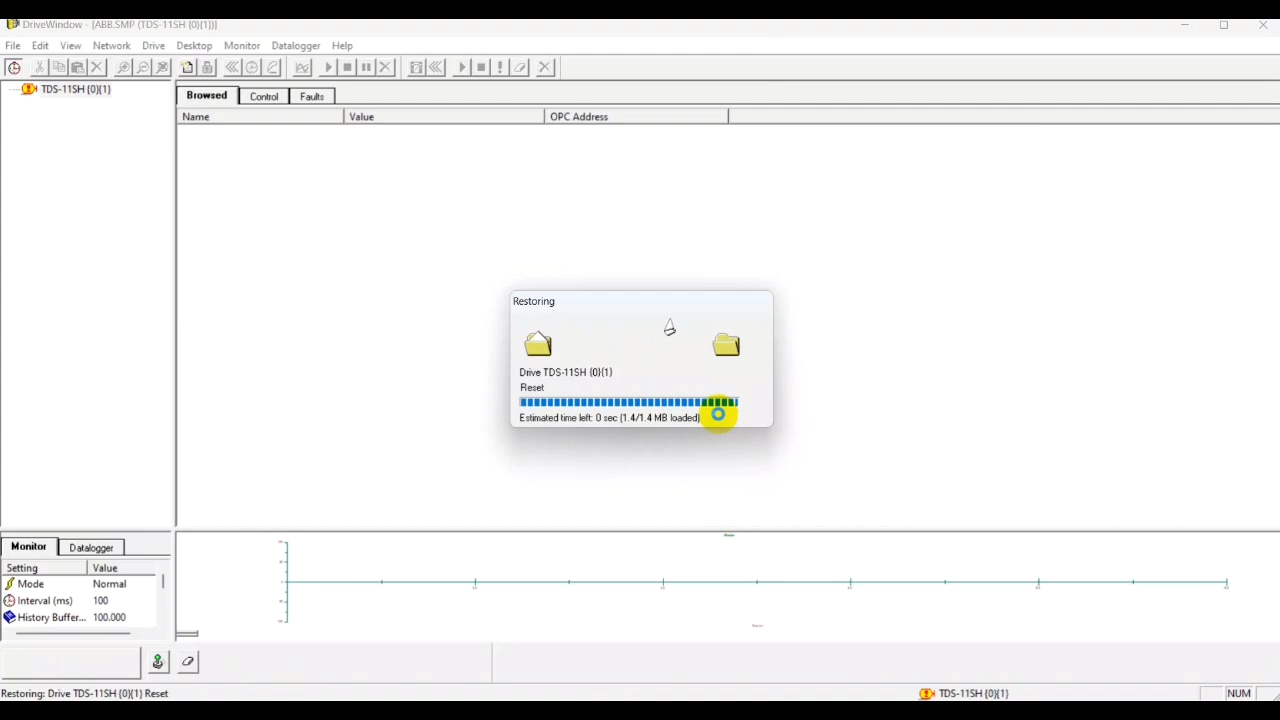 DriveWindow - [ABB.SMP (TDS-11SH {0}{1})]
File Edit View Network Drive Desktop Monitor Datalogger Help
TDS-11SH {0}{1}
Browsed Control Faults
Name Value OPC Address
Restoring
Drive TDS-11SH {0}{1}
Reset
Estimated time left: 0 sec (1.4/1.4 MB loaded)
Monitor Datalogger
Setting Value
Mode Normal
Interval (ms) 100
History Buffer... 100.000
Restoring: Drive TDS-11SH {0}{1} Reset TDS-11SH {0}{1} NUM